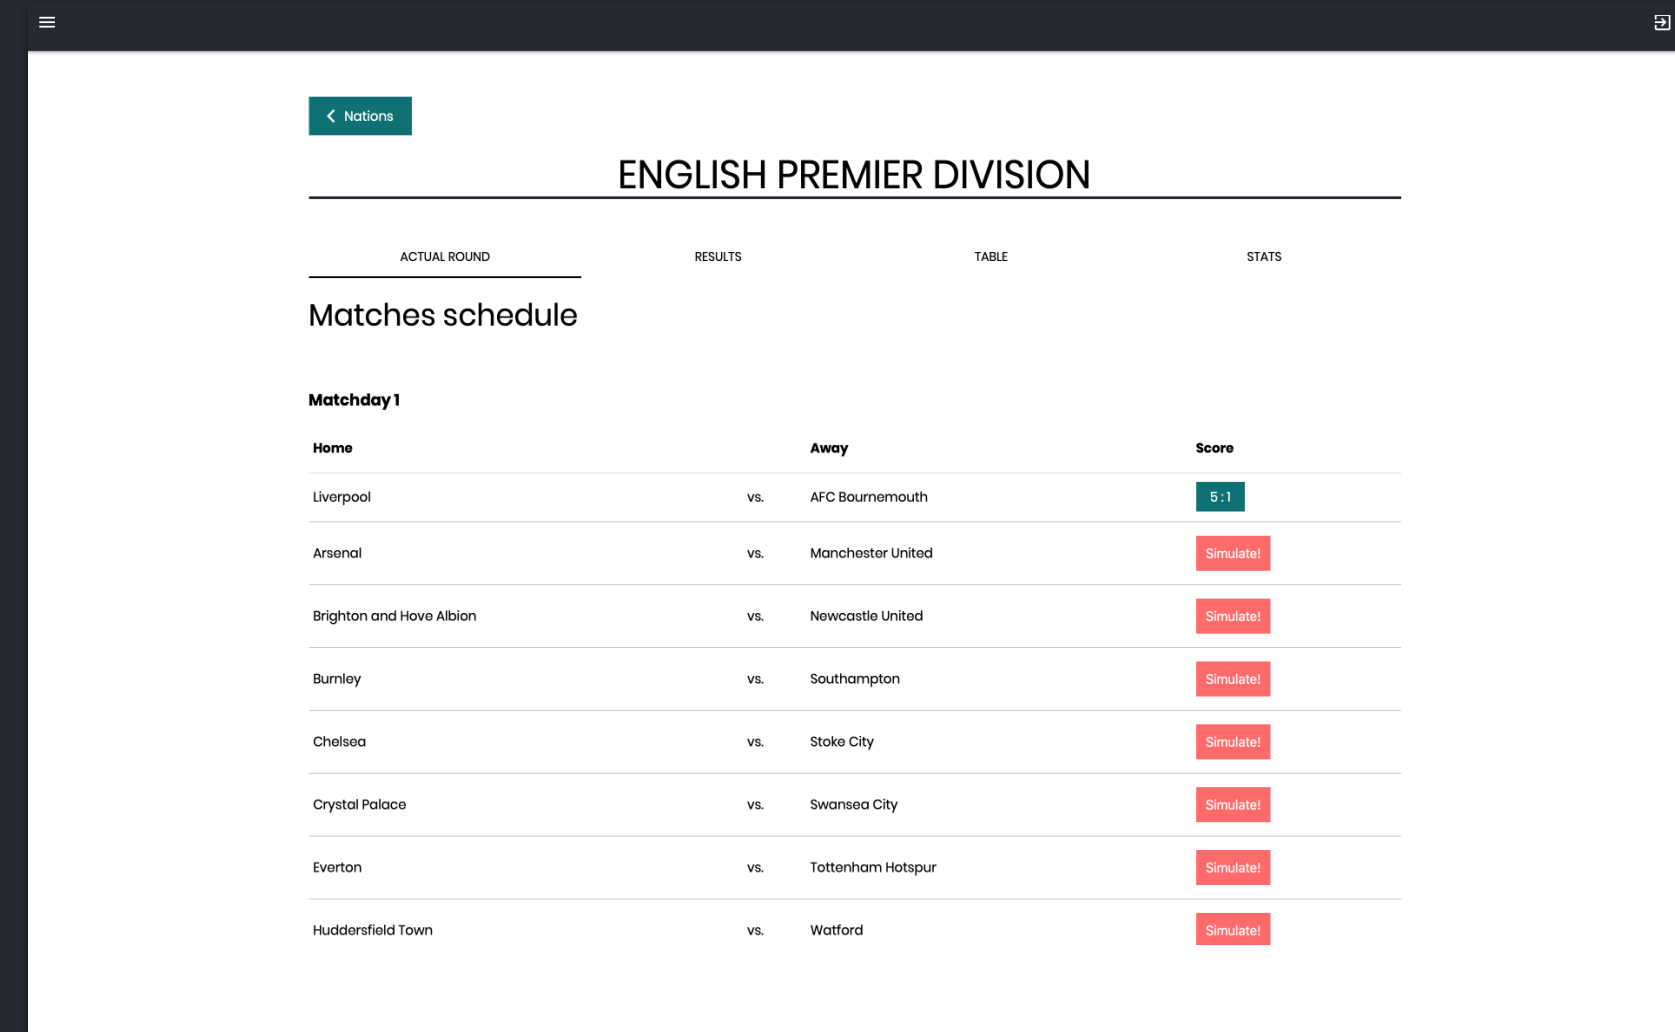 Nations
ENGLISH PREMIER DIVISION
ACTUAL ROUND RESULTS TABLE STATS
Matches schedule
Matchday 1
Home Away Score
Liverpool vs. AFC Bournemouth 5 : 1
Arsenal vs. Manchester United Simulate!
Brighton and Hove Albion vs. Newcastle United Simulate!
Burnley vs. Southampton Simulate!
Chelsea vs. Stoke City Simulate!
Crystal Palace vs. Swansea City Simulate!
Everton vs. Tottenham Hotspur Simulate!
Huddersfield Town vs. Watford Simulate!